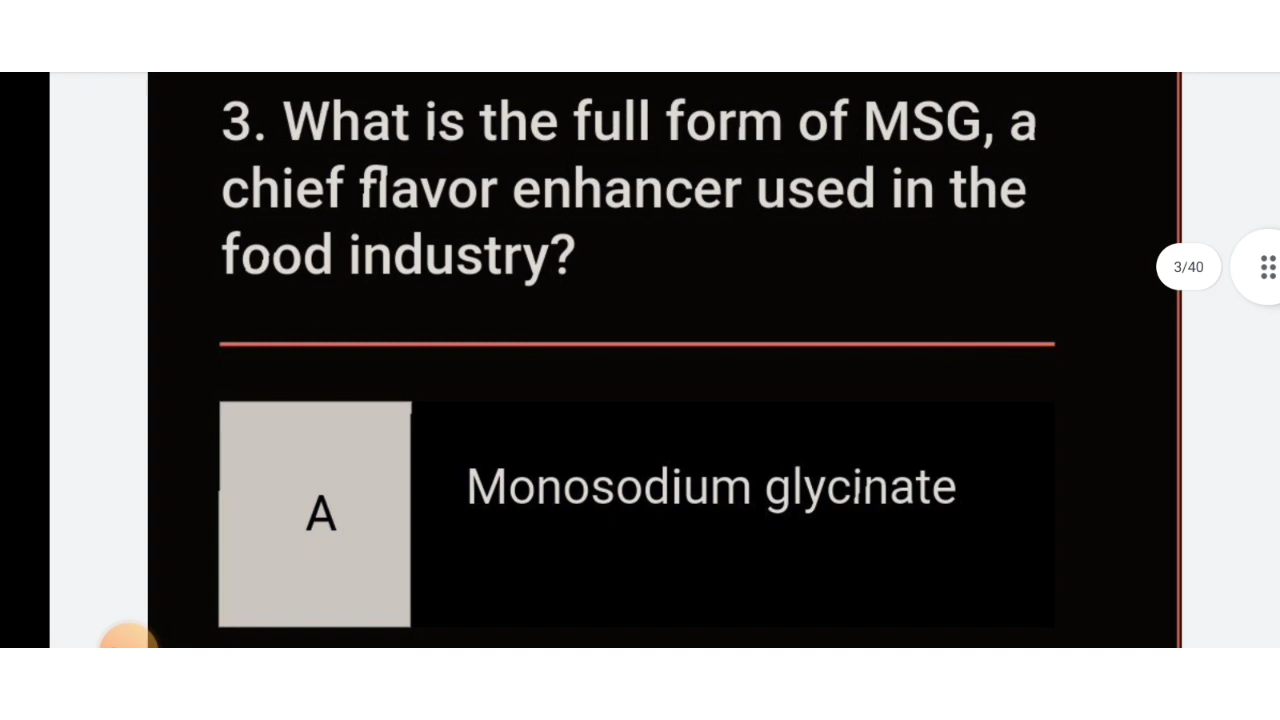 3. What is the full form of MSG, a
chief flavor enhancer used in the
food industry?
3/40
A
Monosodium glycinate